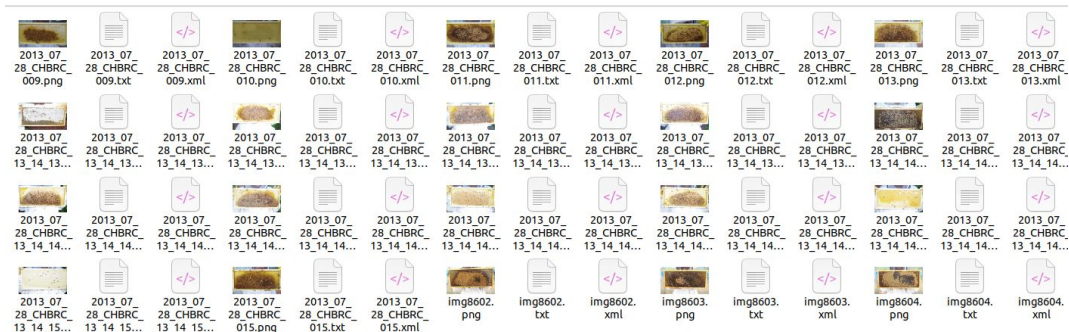 2013_07_ 2013_07_ 2013_07_ 2013_07_ 2013_07_ 2013_07_ 2013_07_ 2013_07_ 2013_07_ 2013_07_ 2013_07_ 2013_07_ 2013_07_ 2013_07_ 2013_07_
28_CHBRC_ 28_CHBRC_ 28_CHBRC_ 28_CHBRC_ 28_CHBRC_ 28_CHBRC_ 28_CHBRC_ 28_CHBRC_ 28_CHBRC_ 28_CHBRC_ 28_CHBRC_ 28_CHBRC_ 28_CHBRC_ 28_CHBRC_ 28_CHBRC_
009.png 009.txt 009.xml 010.png 010.txt 010.xml 011.png 011.txt 011.xml 012.png 012.txt 012.xml 013.png 013.txt 013.xml
2013_07_ 2013_07_ 2013_07_ 2013_07_ 2013_07_ 2013_07_ 2013_07_ 2013_07_ 2013_07_ 2013_07_ 2013_07_ 2013_07_ 2013_07_ 2013_07_ 2013_07_
28_CHBRC_ 28_CHBRC_ 28_CHBRC_ 28_CHBRC_ 28_CHBRC_ 28_CHBRC_ 28_CHBRC_ 28_CHBRC_ 28_CHBRC_ 28_CHBRC_ 28_CHBRC_ 28_CHBRC_ 28_CHBRC_ 28_CHBRC_ 28_CHBRC_
13_14_13… 13_14_13… 13_14_13… 13_14_13… 13_14_13… 13_14_13… 13_14_13… 13_14_13… 13_14_13… 13_14_13… 13_14_13… 13_14_13… 13_14_14… 13_14_14… 13_14_14…
2013_07_ 2013_07_ 2013_07_ 2013_07_ 2013_07_ 2013_07_ 2013_07_ 2013_07_ 2013_07_ 2013_07_ 2013_07_ 2013_07_ 2013_07_ 2013_07_ 2013_07_
28_CHBRC_ 28_CHBRC_ 28_CHBRC_ 28_CHBRC_ 28_CHBRC_ 28_CHBRC_ 28_CHBRC_ 28_CHBRC_ 28_CHBRC_ 28_CHBRC_ 28_CHBRC_ 28_CHBRC_ 28_CHBRC_ 28_CHBRC_ 28_CHBRC_
13_14_14… 13_14_14… 13_14_14… 13_14_14… 13_14_14… 13_14_14… 13_14_14… 13_14_14… 13_14_14… 13_14_14… 13_14_14… 13_14_14… 13_14_14… 13_14_14… 13_14_14…
2013_07_ 2013_07_ 2013_07_ 2013_07_ 2013_07_ 2013_07_ img8602. img8602. img8602. img8603. img8603. img8603. img8604. img8604. img8604.
28_CHBRC_ 28_CHBRC_ 28_CHBRC_ 28_CHBRC_ 28_CHBRC_ 28_CHBRC_ png txt xml png txt xml png txt xml
13_14_15… 13_14_15… 13_14_15… 015.png 015.txt 015.xml